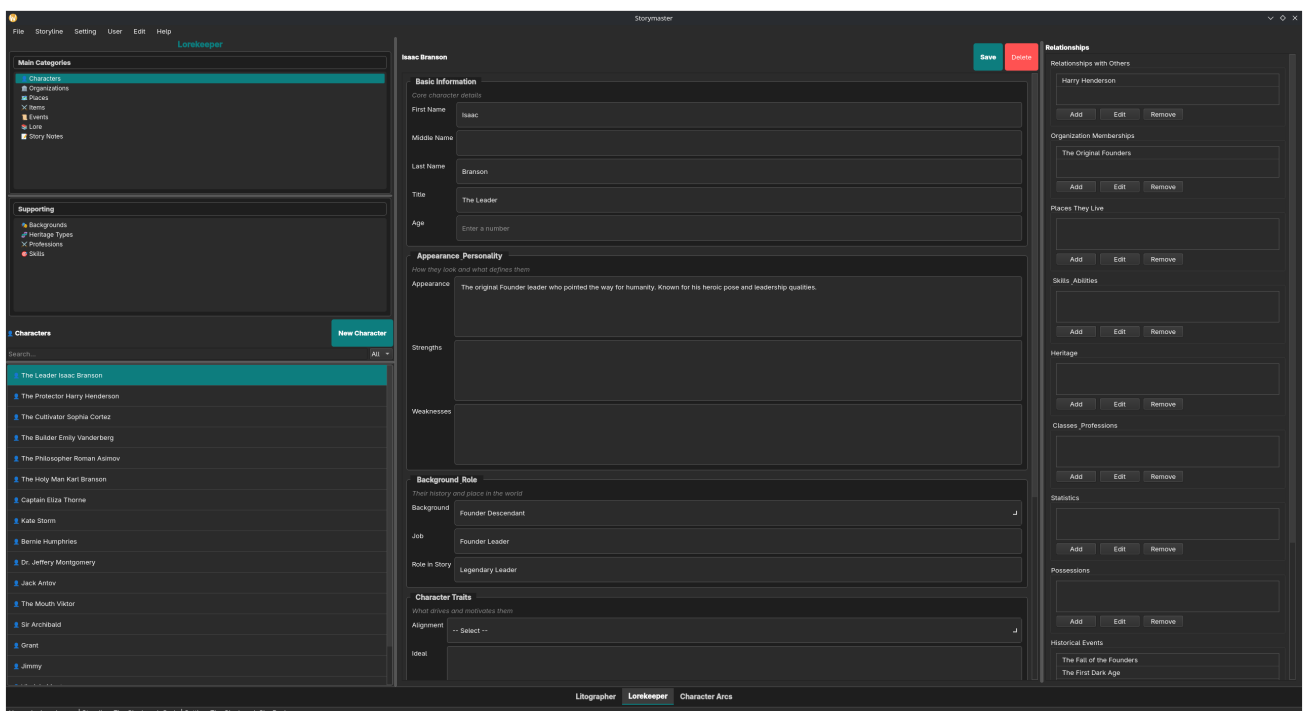 Storymaster
File Storyline Setting User Edit Help
Lorekeeper
Main Categories
Characters
Organizations
Places
Items
Events
Lore
Story Notes
Supporting
Backgrounds
Heritage Types
Professions
Skills
Characters
New Character
Search...
All
The Leader Isaac Branson
The Protector Harry Henderson
The Cultivator Sophia Cortez
The Builder Emily Vanderberg
The Philosopher Roman Asimov
The Holy Man Karl Branson
Captain Eliza Thorne
Kate Storm
Bernie Humphries
Dr. Jeffery Montgomery
Jack Antov
The Mouth Viktor
Sir Archibald
Grant
Jimmy
Isaac Branson
Save
Delete
Basic Information
Core character details
First Name
Isaac
Middle Name
Last Name
Branson
Title
The Leader
Age
Enter a number
Appearance_Personality
How they look and what defines them
Appearance
The original Founder leader who pointed the way for humanity. Known for his heroic pose and leadership qualities.
Strengths
Weaknesses
Background_Role
Their history and place in the world
Background
Founder Descendant
Job
Founder Leader
Role in Story
Legendary Leader
Character Traits
What drives and motivates them
Alignment
-- Select --
Ideal
Relationships
Relationships with Others
Harry Henderson
Add Edit Remove
Organization Memberships
The Original Founders
Add Edit Remove
Places They Live
Add Edit Remove
Skills_Abilities
Add Edit Remove
Heritage
Add Edit Remove
Classes_Professions
Add Edit Remove
Statistics
Add Edit Remove
Possessions
Add Edit Remove
Historical Events
The Fall of the Founders
The First Dark Age
Litographer Lorekeeper Character Arcs